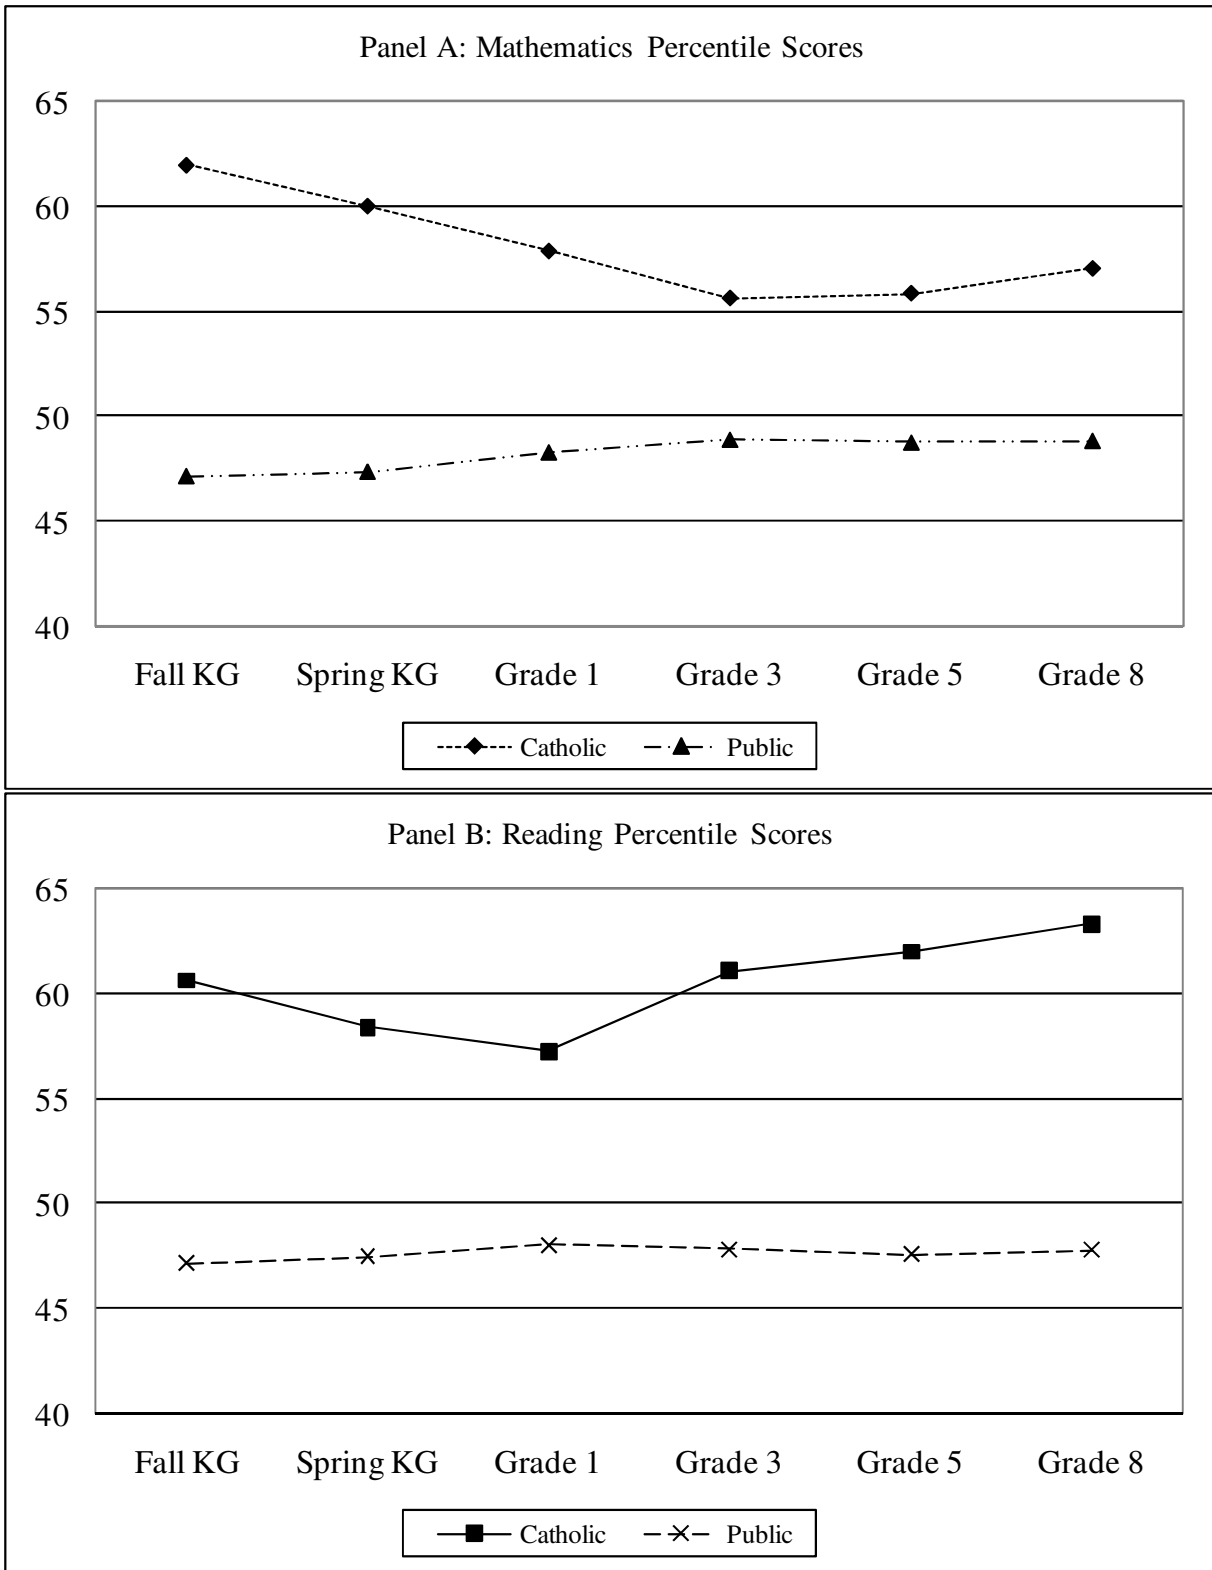 Panel A: Mathematics Percentile Scores
65
60
55
50
45
40
Fall KG Spring KG Grade 1 Grade 3 Grade 5 Grade 8
Catholic Public
Panel B: Reading Percentile Scores
65
60
55
50
45
40
Fall KG Spring KG Grade 1 Grade 3 Grade 5 Grade 8
Catholic Public